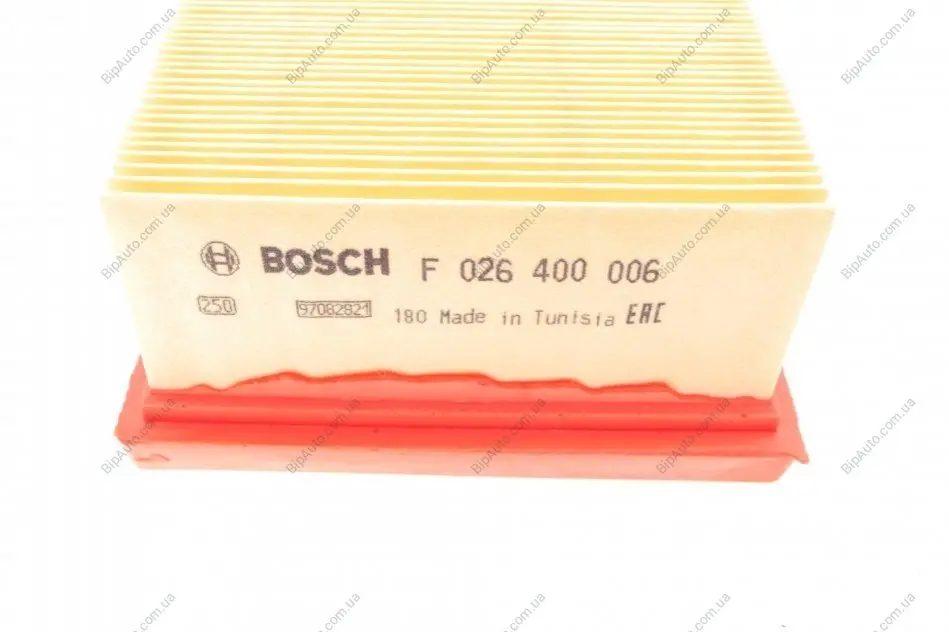 BOSCH F 026 400 006
250 97082821 180 Made in Tunisia EAC
BipAuto.com.ua